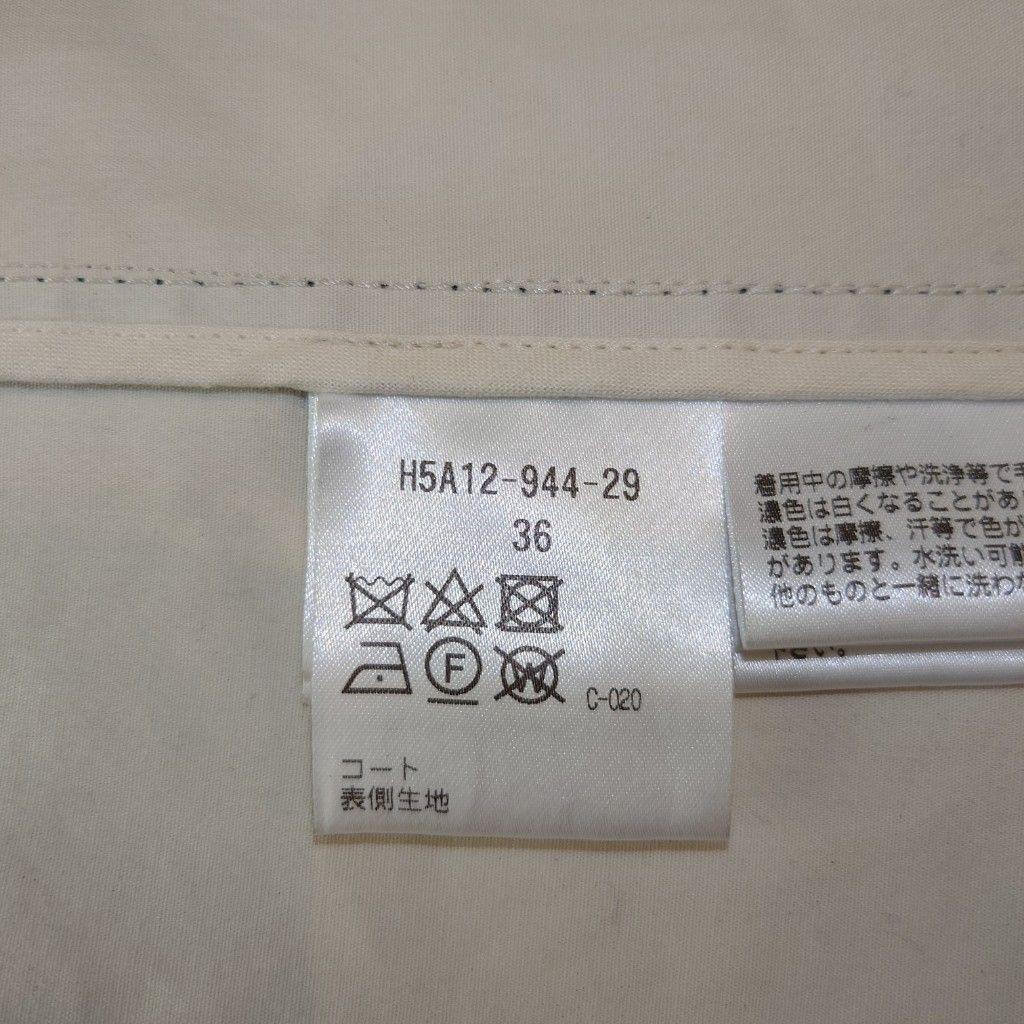 H5A12-944-29
36
F
W
C-020
コート
表側生地
着用中の摩擦や洗浄等で毛
濃色は白くなることがあ
濃色は摩擦、汗等で色が
があります。水洗い可能
他のものと一緒に洗わな